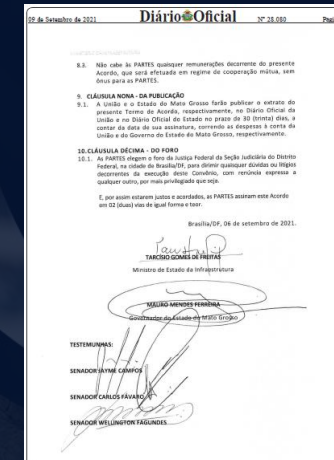 09 de Setembro de 2021 Diário Oficial Nº 28.080
8.3. Não cabe às PARTES quaisquer remunerações decorrente do presente
Acordo, que será efetuada em regime de cooperação mútua, sem
ônus para as PARTES.
9. CLÁUSULA NONA - DA PUBLICAÇÃO
9.1. A União e o Estado do Mato Grosso farão publicar o extrato do
presente Termo de Acordo, respectivamente, no Diário Oficial da
União e no Diário Oficial do Estado no prazo de 30 (trinta) dias, a
contar da data de sua assinatura, correndo as despesas à conta da
União e do Governo do Estado do Mato Grosso, respectivamente.
10.CLÁUSULA DÉCIMA - DO FORO
10.1. As PARTES elegem o foro da Justiça Federal da Seção Judiciária do Distrito
Federal, na cidade de Brasília/DF, para dirimir quaisquer dúvidas ou litígios
decorrentes da execução deste Convênio, com renúncia expressa a
qualquer outro, por mais privilegiado que seja.
E, por assim estarem justos e acordados, as PARTES assinam este Acordo
em 02 (duas) vias de igual forma e teor.
Brasília/DF, 06 de setembro de 2021.
TARCÍSIO GOMES DE FREITAS
Ministro de Estado da Infraestrutura
MAURO MENDES FERREIRA
Governador do Estado do Mato Grosso
TESTEMUNHAS:
SENADOR JAYME CAMPOS
SENADOR CARLOS FÁVARO
SENADOR WELLINGTON FAGUNDES